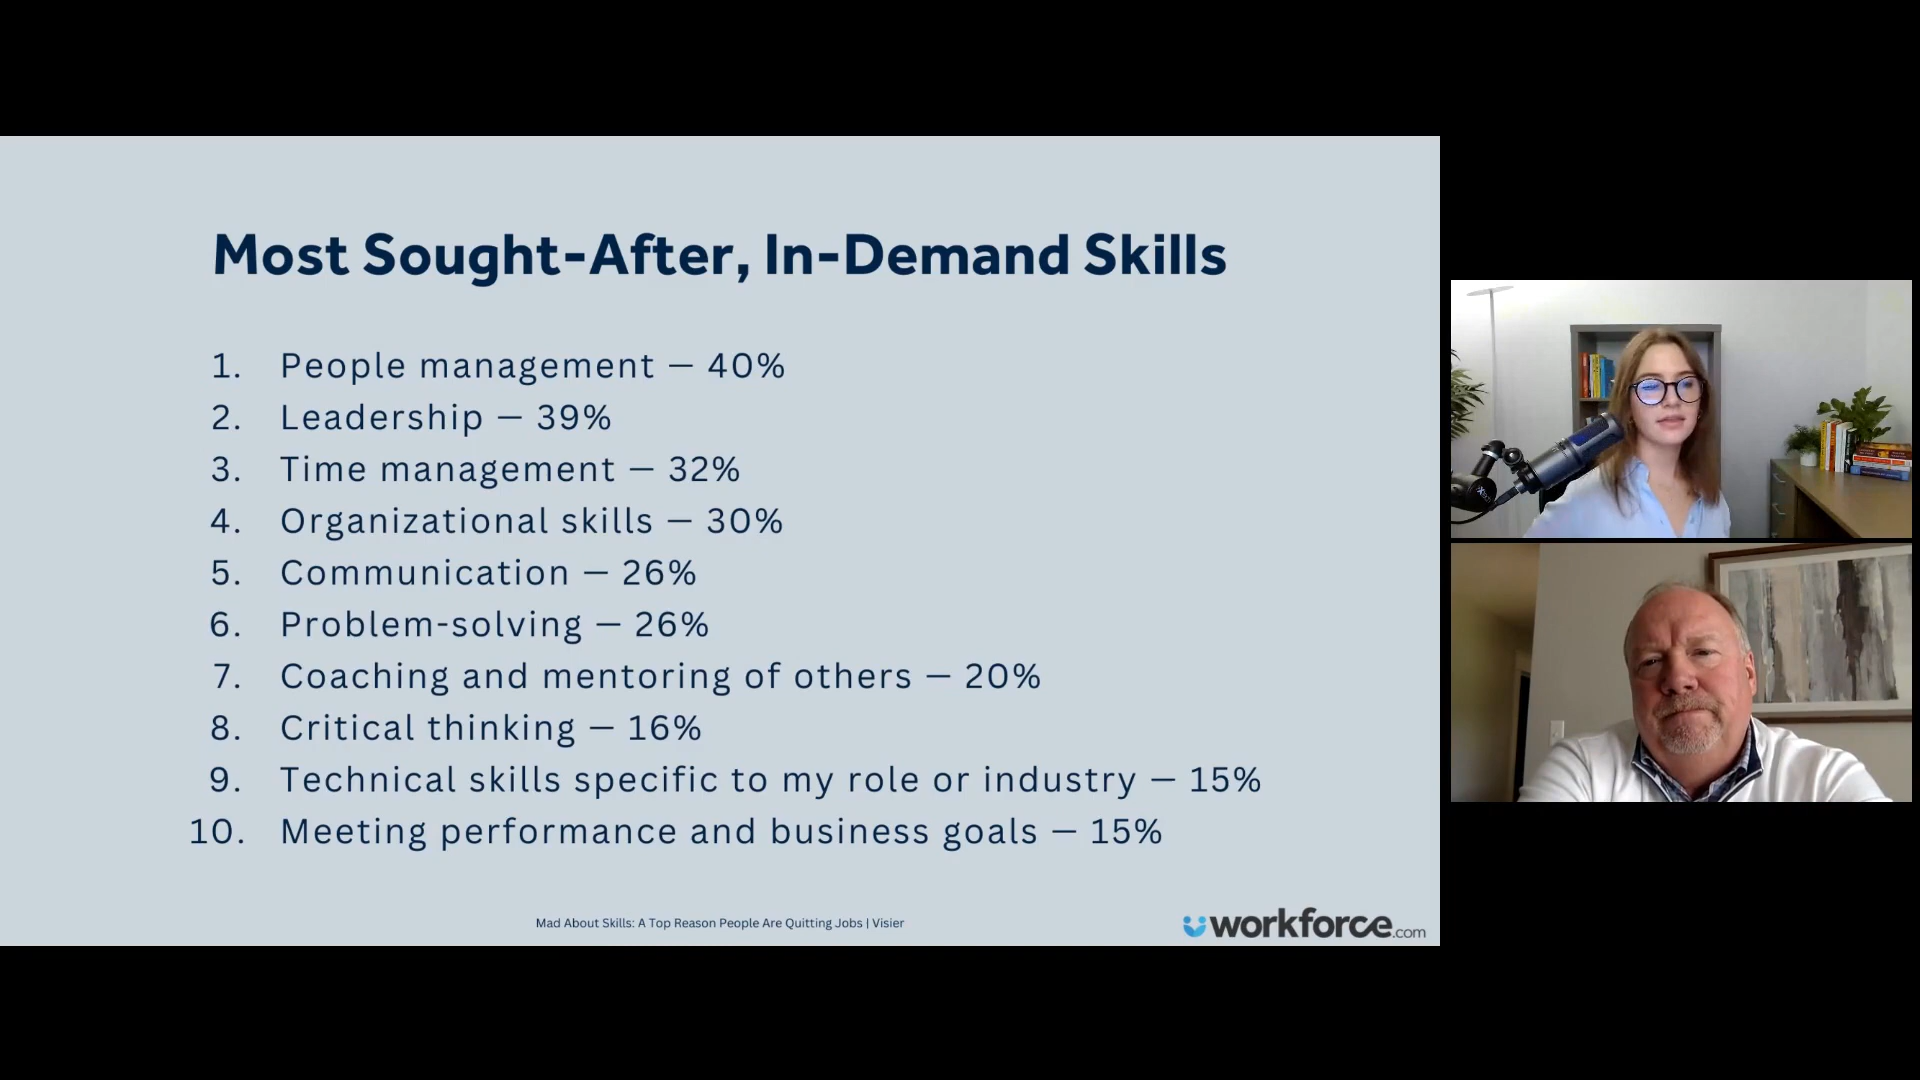 Most Sought-After, In-Demand Skills
1. People management — 40%
2. Leadership — 39%
3. Time management — 32%
4. Organizational skills — 30%
5. Communication — 26%
6. Problem-solving — 26%
7. Coaching and mentoring of others — 20%
8. Critical thinking — 16%
9. Technical skills specific to my role or industry — 15%
10. Meeting performance and business goals — 15%
Mad About Skills: A Top Reason People Are Quitting Jobs | Visier
workforce.com